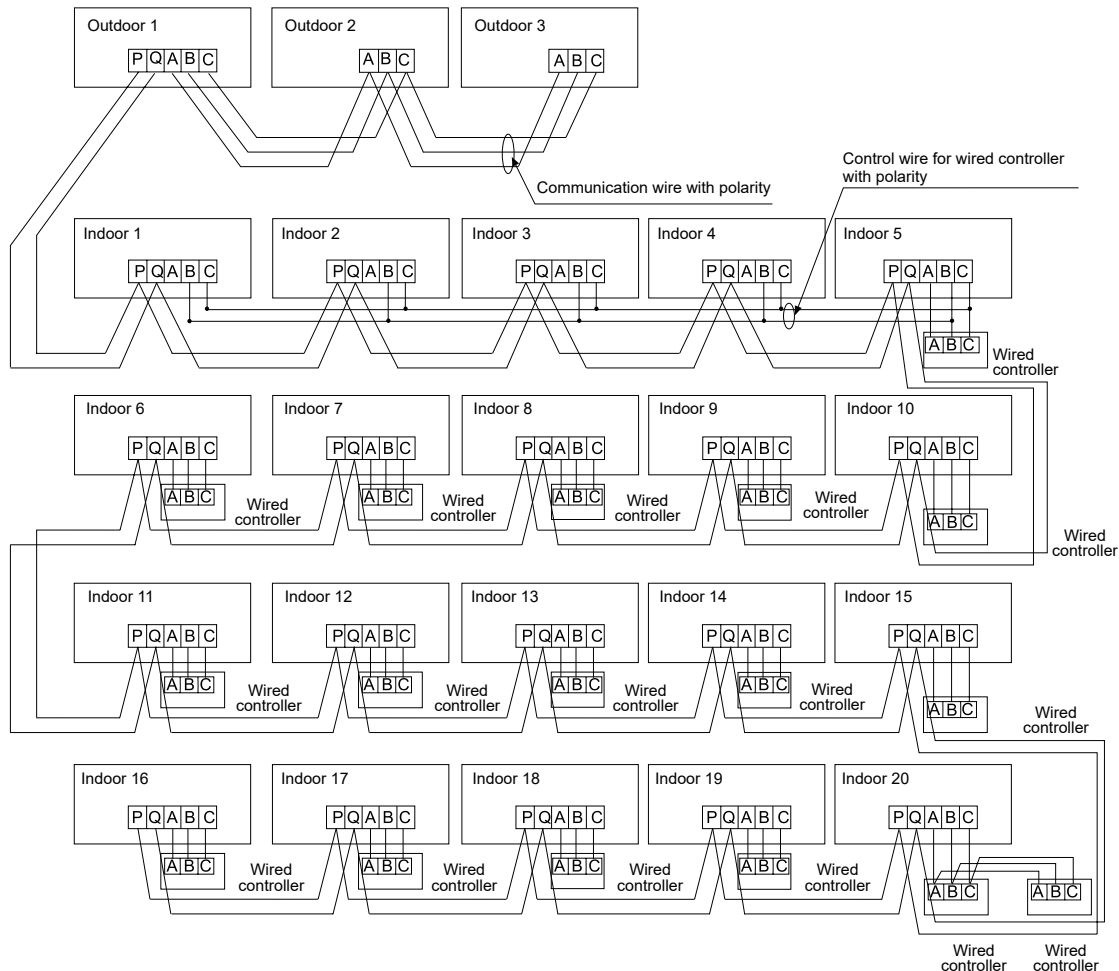 Outdoor 1
Outdoor 2
Outdoor 3
P Q A B C
A B C
A B C
Communication wire with polarity
Control wire for wired controller
with polarity
Indoor 1
Indoor 2
Indoor 3
Indoor 4
Indoor 5
P Q A B C
P Q A B C
P Q A B C
P Q A B C
P Q A B C
A B C
Wired
controller
Indoor 6
Indoor 7
Indoor 8
Indoor 9
Indoor 10
P Q A B C
P Q A B C
P Q A B C
P Q A B C
P Q A B C
A B C
Wired
controller
A B C
Wired
controller
A B C
Wired
controller
A B C
Wired
controller
A B C
Wired
controller
Indoor 11
Indoor 12
Indoor 13
Indoor 14
Indoor 15
P Q A B C
P Q A B C
P Q A B C
P Q A B C
P Q A B C
A B C
Wired
controller
A B C
Wired
controller
A B C
Wired
controller
A B C
Wired
controller
A B C
Wired
controller
Indoor 16
Indoor 17
Indoor 18
Indoor 19
Indoor 20
P Q A B C
P Q A B C
P Q A B C
P Q A B C
P Q A B C
A B C
Wired
controller
A B C
Wired
controller
A B C
Wired
controller
A B C
Wired
controller
A B C
A B C
Wired
controller
Wired
controller